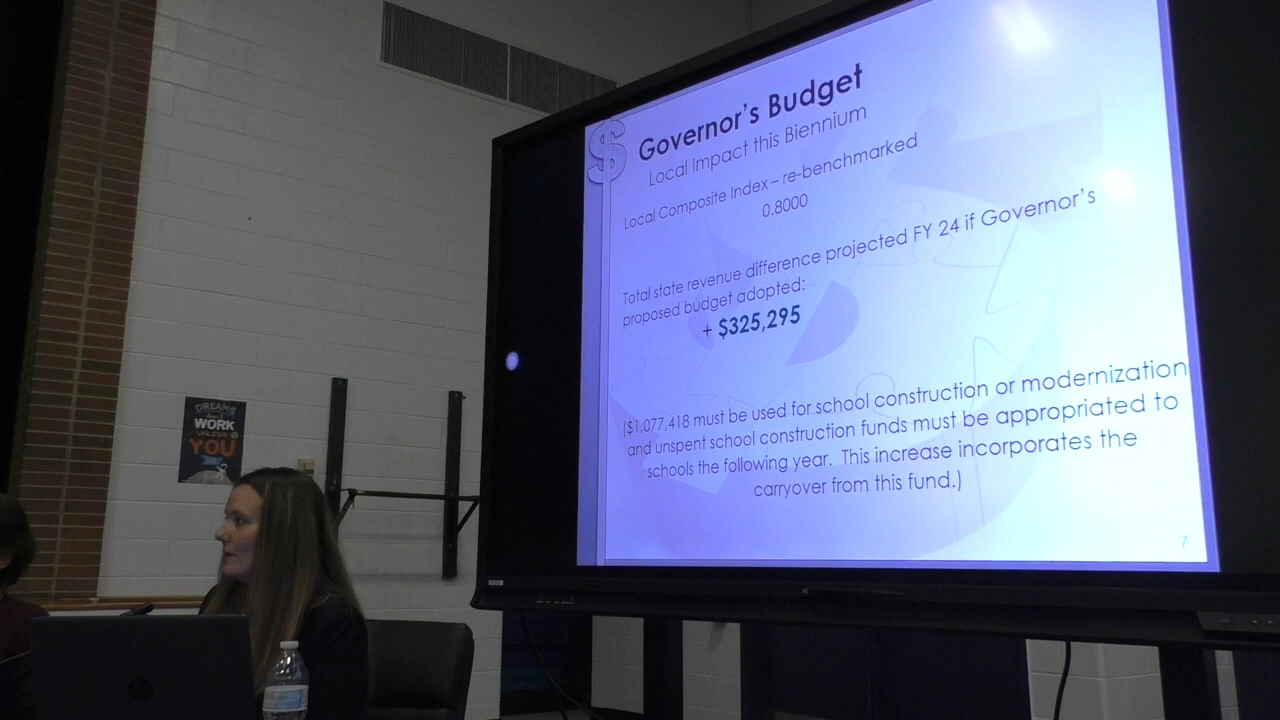 $
Governor's Budget
Local Impact this Biennium
Local Composite Index – re-benchmarked
0.8000
Total state revenue difference projected FY 24 if Governor's
proposed budget adopted:
+ $325,295
($1,077,418 must be used for school construction or modernization
and unspent school construction funds must be appropriated to
schools the following year. This increase incorporates the
carryover from this fund.)
7
DREAMS
DON'T
WORK
UNLESS
YOU
hp